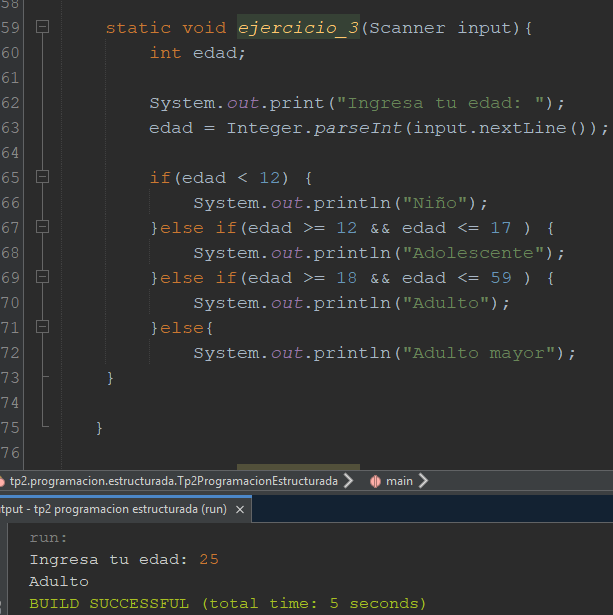 58
59 static void ejercicio_3(Scanner input){
60 int edad;
61
62 System.out.print("Ingresa tu edad: ");
63 edad = Integer.parseInt(input.nextLine());
64
65 if(edad < 12) {
66 System.out.println("Niño");
67 }else if(edad >= 12 && edad <= 17 ) {
68 System.out.println("Adolescente");
69 }else if(edad >= 18 && edad <= 59 ) {
70 System.out.println("Adulto");
71 }else{
72 System.out.println("Adulto mayor");
73 }
74
75 }
76
tp2.programacion.estructurada.Tp2ProgramacionEstructurada main
tput - tp2 programacion estructurada (run) ×
run:
Ingresa tu edad: 25
Adulto
BUILD SUCCESSFUL (total time: 5 seconds)